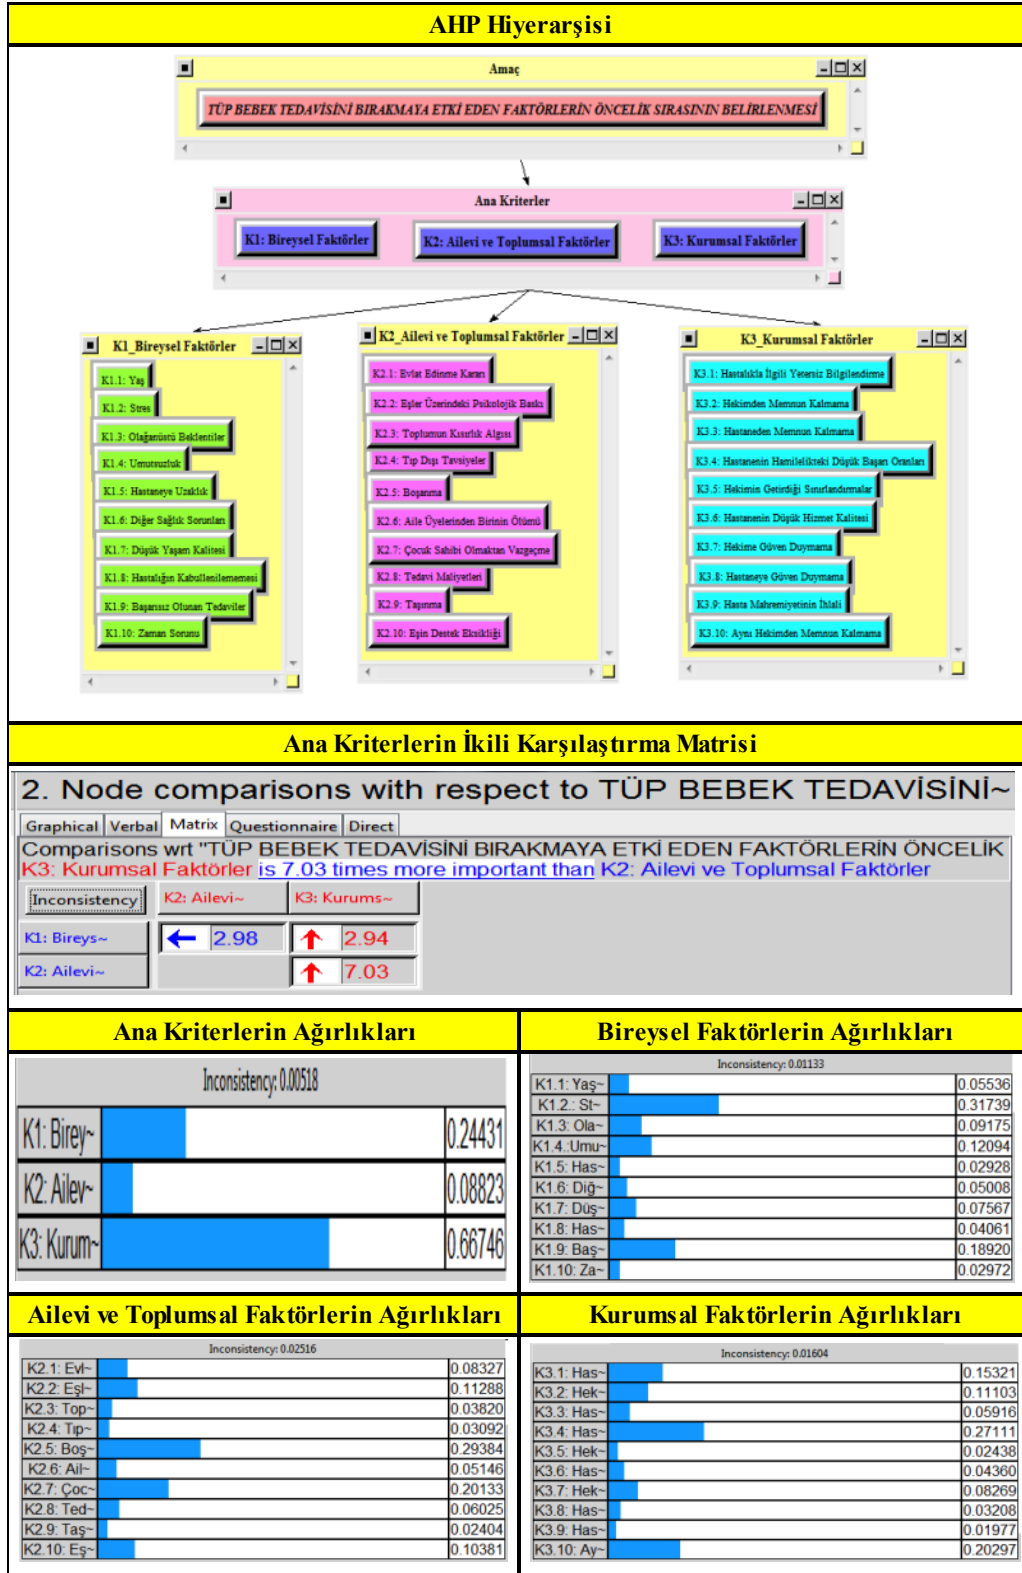 AHP Hiyerarşisi
Amaç
TÜP BEBEK TEDAVİSİNİ BIRAKMAYA ETKİ EDEN FAKTÖRLERİN ÖNCELİK SIRASININ BELİRLENMESİ
Ana Kriterler
K1: Bireysel Faktörler
K2: Ailevi ve Toplumsal Faktörler
K3: Kurumsal Faktörler
K1_Bireysel Faktörler
K1.1: Yaş
K1.2: Stres
K1.3: Olağanüstü Beklentiler
K1.4: Umutsuzluk
K1.5: Hastaneye Uzaklık
K1.6: Diğer Sağlık Sorunları
K1.7: Düşük Yaşam Kalitesi
K1.8: Hastalığın Kabullenilememesi
K1.9: Başarısız Olunan Tedaviler
K1.10: Zaman Sorunu
K2_Ailevi ve Toplumsal Faktörler
K2.1: Evlat Edinme Kararı
K2.2: Eşler Üzerindeki Psikolojik Baskı
K2.3: Toplumun Kısırlık Algısı
K2.4: Tıp Dışı Tavsiyeler
K2.5: Boşanma
K2.6: Aile Üyelerinden Birinin Ölümü
K2.7: Çocuk Sahibi Olmaktan Vazgeçme
K2.8: Tedavi Maliyetleri
K2.9: Taşınma
K2.10: Eşin Destek Eksikliği
K3_Kurumsal Faktörler
K3.1: Hastalıkla İlgili Yetersiz Bilgilendirme
K3.2: Hekimden Memnun Kalmama
K3.3: Hastaneden Memnun Kalmama
K3.4: Hastanenin Hamilelikteki Düşük Başarı Oranları
K3.5: Hekimin Getirdiği Sınırlandırmalar
K3.6: Hastanenin Düşük Hizmet Kalitesi
K3.7: Hekime Güven Duymama
K3.8: Hastaneye Güven Duymama
K3.9: Hasta Mahremiyetinin İhlali
K3.10: Aynı Hekimden Memnun Kalmama
Ana Kriterlerin İkili Karşılaştırma Matrisi
2. Node comparisons with respect to TÜP BEBEK TEDAVİSİNİ~
Graphical Verbal Matrix Questionnaire Direct
Comparisons wrt "TÜP BEBEK TEDAVİSİNİ BIRAKMAYA ETKİ EDEN FAKTÖRLERİN ÖNCELİK
K3: Kurumsal Faktörler is 7.03 times more important than K2: Ailevi ve Toplumsal Faktörler
Inconsistency K2: Ailevi~ K3: Kurums~
K1: Bireys~ 2.98 2.94
K2: Ailevi~ 7.03
Ana Kriterlerin Ağırlıkları
Inconsistency: 0.00518
K1: Birey~ 0.24431
K2: Ailev~ 0.08823
K3: Kurum~ 0.66746
Bireysel Faktörlerin Ağırlıkları
Inconsistency: 0.01133
K1.1: Yaş~ 0.05536
K1.2.: St~ 0.31739
K1.3: Ola~ 0.09175
K1.4.:Umu~ 0.12094
K1.5: Has~ 0.02928
K1.6: Diğ~ 0.05008
K1.7: Düş~ 0.07567
K1.8: Has~ 0.04061
K1.9: Baş~ 0.18920
K1.10: Za~ 0.02972
Ailevi ve Toplumsal Faktörlerin Ağırlıkları
Inconsistency: 0.02516
K2.1: Evl~ 0.08327
K2.2: Eşl~ 0.11288
K2.3: Top~ 0.03820
K2.4: Tıp~ 0.03092
K2.5: Boş~ 0.29384
K2.6: Ail~ 0.05146
K2.7: Çoc~ 0.20133
K2.8: Ted~ 0.06025
K2.9: Taş~ 0.02404
K2.10: Eş~ 0.10381
Kurumsal Faktörlerin Ağırlıkları
Inconsistency: 0.01604
K3.1: Has~ 0.15321
K3.2: Hek~ 0.11103
K3.3: Has~ 0.05916
K3.4: Has~ 0.27111
K3.5: Hek~ 0.02438
K3.6: Has~ 0.04360
K3.7: Hek~ 0.08269
K3.8: Has~ 0.03208
K3.9: Has~ 0.01977
K3.10: Ay~ 0.20297